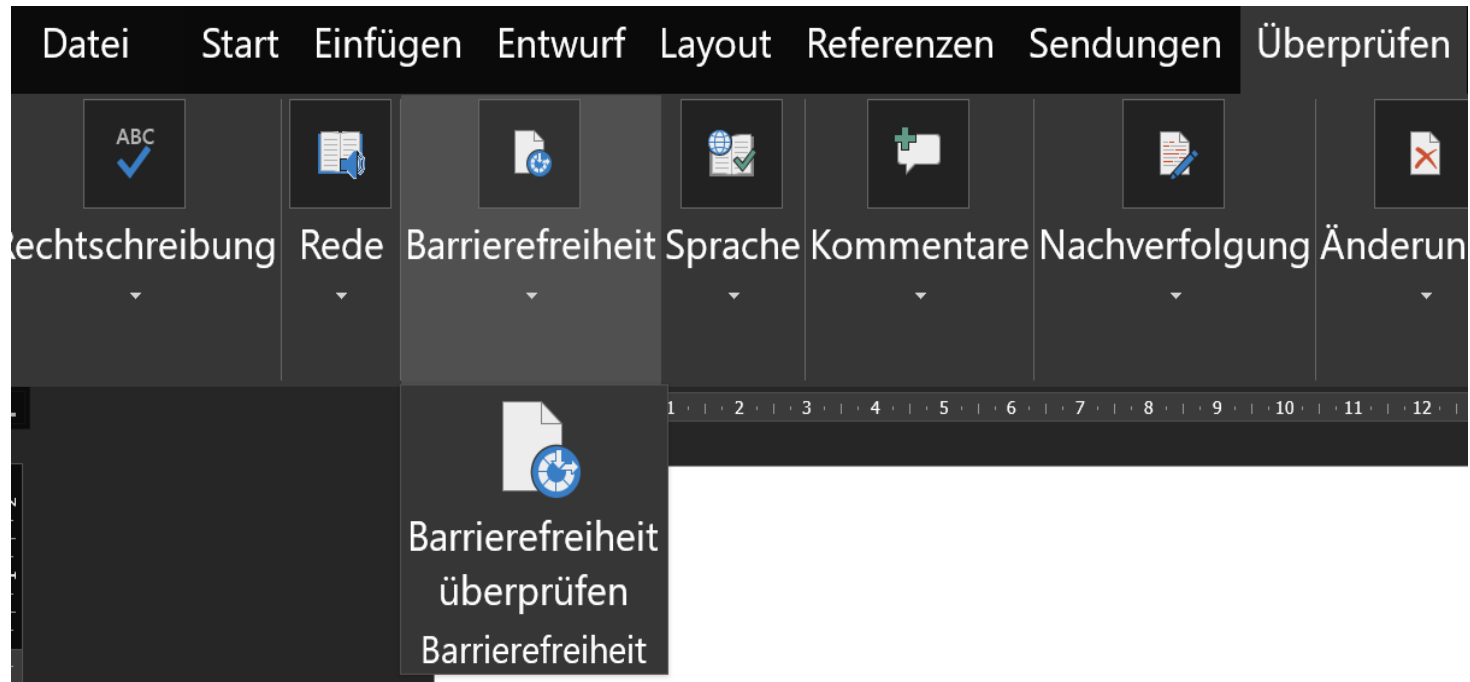 Datei Start Einfügen Entwurf Layout Referenzen Sendungen Überprüfen
ABC
Rechtschreibung Rede Barrierefreiheit Sprache Kommentare Nachverfolgung Änderun
1 2 3 4 5 6 7 8 9 10 11 12
Barrierefreiheit
überprüfen
Barrierefreiheit